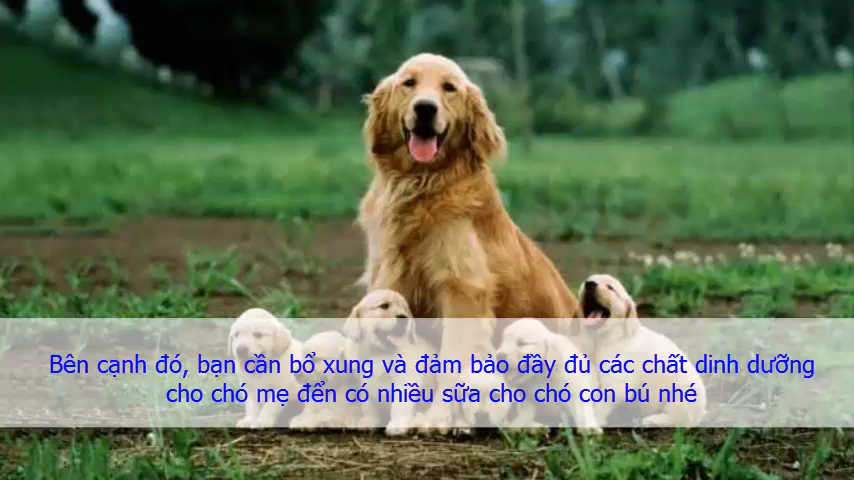 Bên cạnh đó, bạn cần bổ xung và đảm bảo đầy đủ các chất dinh dưỡng
cho chó mẹ đển có nhiều sữa cho chó con bú nhé